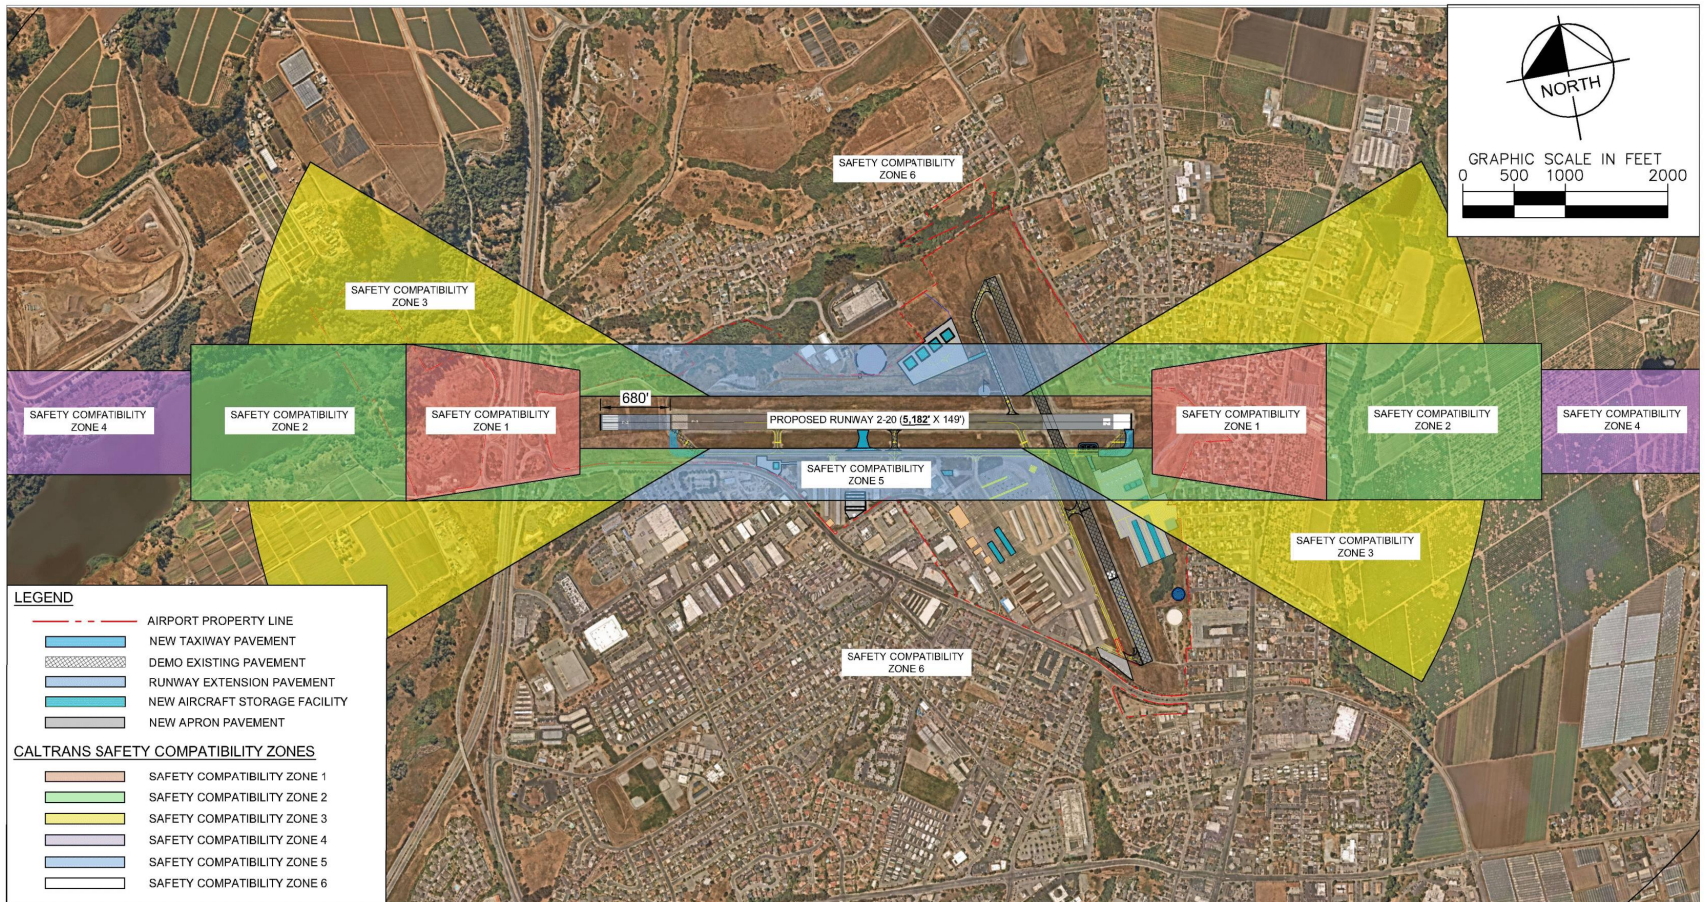 NORTH
GRAPHIC SCALE IN FEET
0 500 1000 2000
SAFETY COMPATIBILITY
ZONE 6
SAFETY COMPATIBILITY
ZONE 3
680'
PROPOSED RUNWAY 2-20 (5,182' X 149')
SAFETY COMPATIBILITY
ZONE 4
SAFETY COMPATIBILITY
ZONE 2
SAFETY COMPATIBILITY
ZONE 1
SAFETY COMPATIBILITY
ZONE 1
SAFETY COMPATIBILITY
ZONE 2
SAFETY COMPATIBILITY
ZONE 4
SAFETY COMPATIBILITY
ZONE 5
SAFETY COMPATIBILITY
ZONE 3
SAFETY COMPATIBILITY
ZONE 6
LEGEND
AIRPORT PROPERTY LINE
NEW TAXIWAY PAVEMENT
DEMO EXISTING PAVEMENT
RUNWAY EXTENSION PAVEMENT
NEW AIRCRAFT STORAGE FACILITY
NEW APRON PAVEMENT
CALTRANS SAFETY COMPATIBILITY ZONES
SAFETY COMPATIBILITY ZONE 1
SAFETY COMPATIBILITY ZONE 2
SAFETY COMPATIBILITY ZONE 3
SAFETY COMPATIBILITY ZONE 4
SAFETY COMPATIBILITY ZONE 5
SAFETY COMPATIBILITY ZONE 6